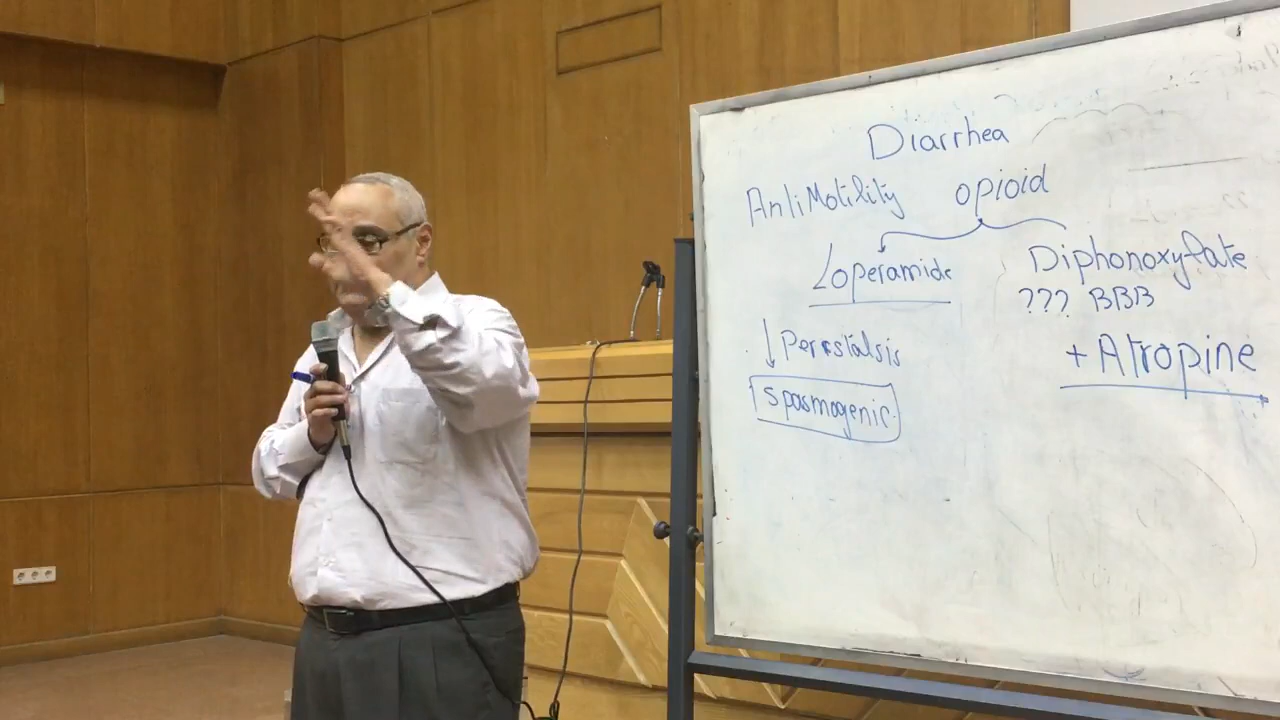 Diarrhea
AntiMotility opioid
Loperamide Diphonoxylate
??? BBB
↓ Peristalsis + Atropine
spasmogenic